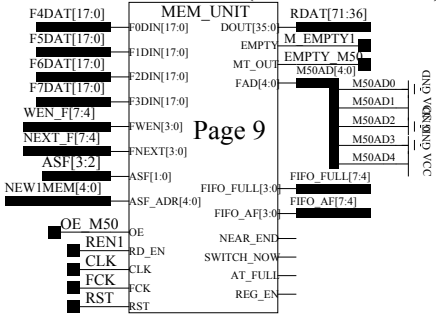 MEM_UNIT
F4DAT[17:0]
F0DIN[17:0]
F5DAT[17:0]
F1DIN[17:0]
F6DAT[17:0]
F2DIN[17:0]
F7DAT[17:0]
F3DIN[17:0]
WEN_F[7:4]
FWEN[3:0]
NEXT_F[7:4]
FNEXT[3:0]
ASF[3:2]
ASF[1:0]
NEW1MEM[4:0]
ASF_ADR[4:0]
OE_M50
OE
REN1
RD_EN
CLK
CLK
FCK
FCK
RST
RST
Page 9
RDAT[71:36]
DOUT[35:0]
M_EMPTY1
EMPTY
EMPTY_M50
MT_OUT
M50AD[4:0]
FAD[4:0]
M50AD0
M50AD1
M50AD2
M50AD3
M50AD4
GND
GND
VCC
FIFO_FULL[7:4]
FIFO_FULL[3:0]
FIFO_AF[7:4]
FIFO_AF[3:0]
NEAR_END
SWITCH_NOW
AT_FULL
REG_EN